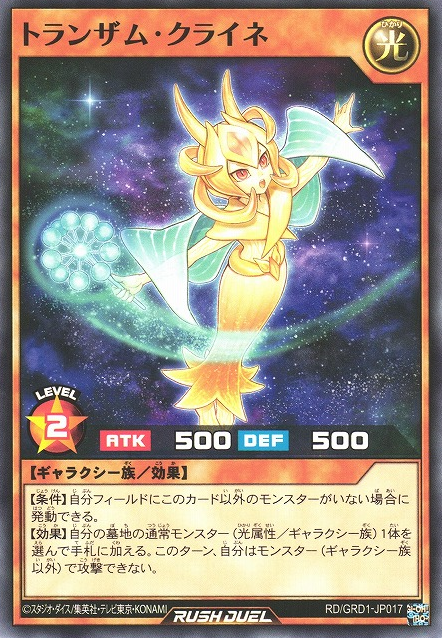 トランザム・クライネ
ひかり
光
LEVEL
2
ATK 500 DEF 500
【ギャラクシー族／効果】
【条件】自分フィールドにこのカード以外のモンスターがいない場合に
発動できる。
【効果】自分の墓地の通常モンスター（光属性／ギャラクシー族）1体を
選んで手札に加える。このターン、自分はモンスター（ギャラクシー族
以外）で攻撃できない。
©スタジオ・ダイス/集英社・テレビ東京・KONAMI
RUSH DUEL
RD/GRD1-JP017